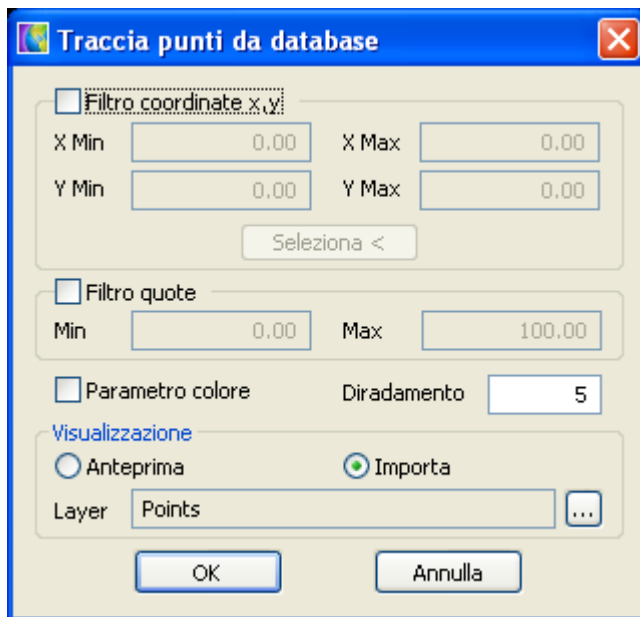 Traccia punti da database
Filtro coordinate x,y
X Min 0.00 X Max 0.00
Y Min 0.00 Y Max 0.00
Seleziona <
Filtro quote
Min 0.00 Max 100.00
Parametro colore Diradamento 5
Visualizzazione
Anteprima Importa
Layer Points ...
OK Annulla